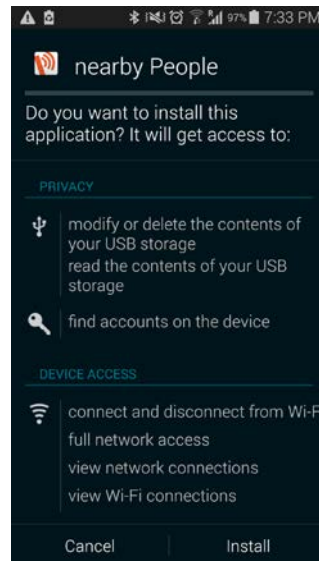 97% 7:33 PM
nearby People
Do you want to install this
application? It will get access to:
PRIVACY
modify or delete the contents of
your USB storage
read the contents of your USB
storage
find accounts on the device
DEVICE ACCESS
connect and disconnect from Wi-F
full network access
view network connections
view Wi-Fi connections
Cancel Install